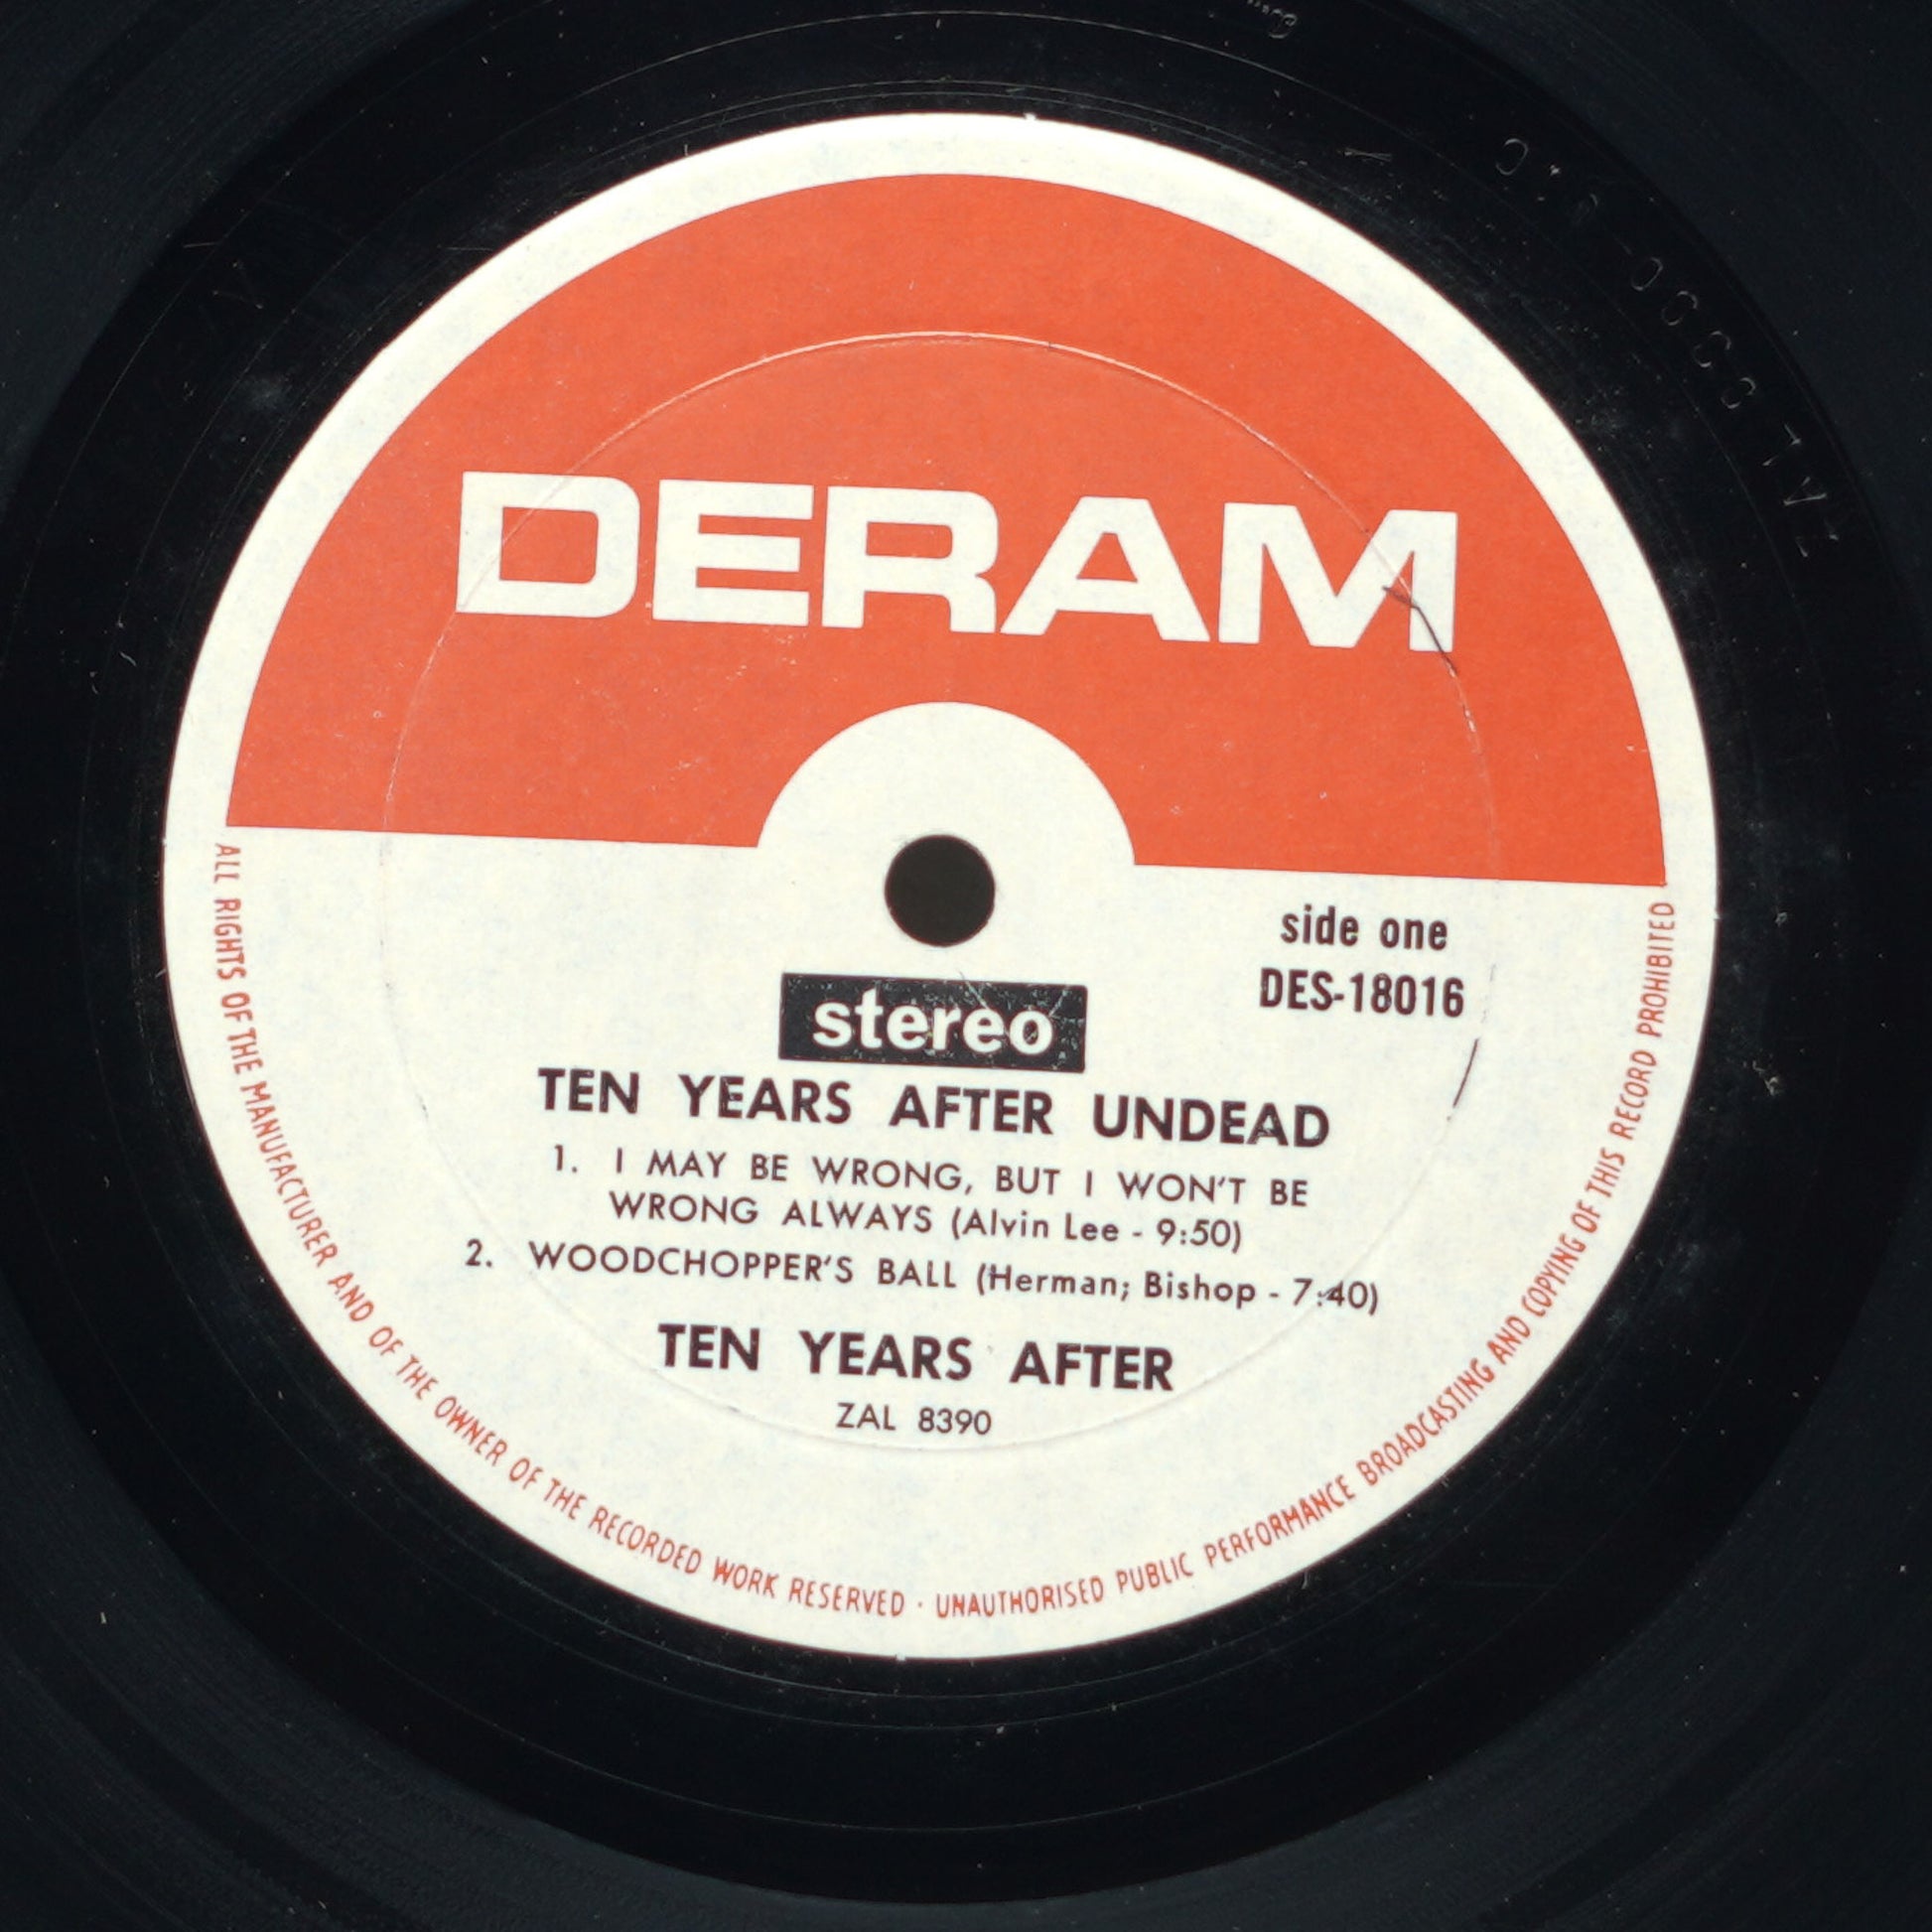 DERAM
side one
DES-18016
stereo
TEN YEARS AFTER UNDEAD
1. I MAY BE WRONG, BUT I WON'T BE
WRONG ALWAYS (Alvin Lee - 9:50)
2. WOODCHOPPER'S BALL (Herman; Bishop - 7:40)
TEN YEARS AFTER
ZAL 8390
ALL RIGHTS OF THE MANUFACTURER AND OF THE OWNER OF THE RECORDED WORK RESERVED · UNAUTHORISED PUBLIC PERFORMANCE BROADCASTING AND COPYING OF THIS RECORD PROHIBITED